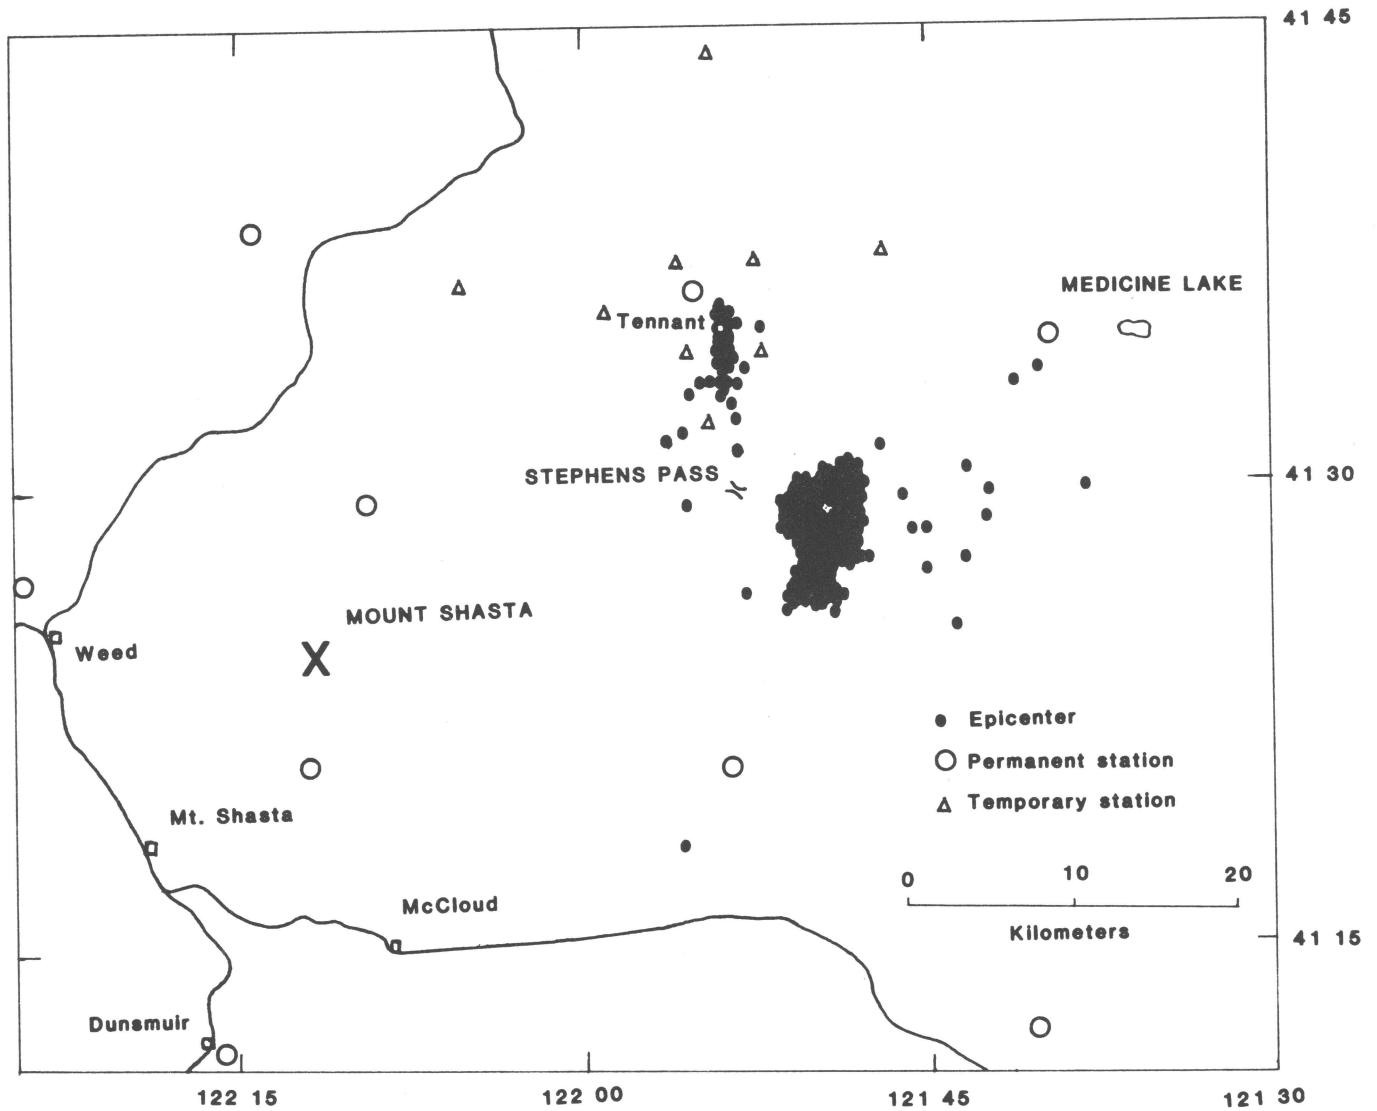 41 45
MEDICINE LAKE
Tennant
STEPHENS PASS
41 30
MOUNT SHASTA
X
Weed
Epicenter
Permanent station
Temporary station
Mt. Shasta
0 10 20
McCloud
Kilometers
41 15
Dunsmuir
122 15 122 00 121 45 121 30